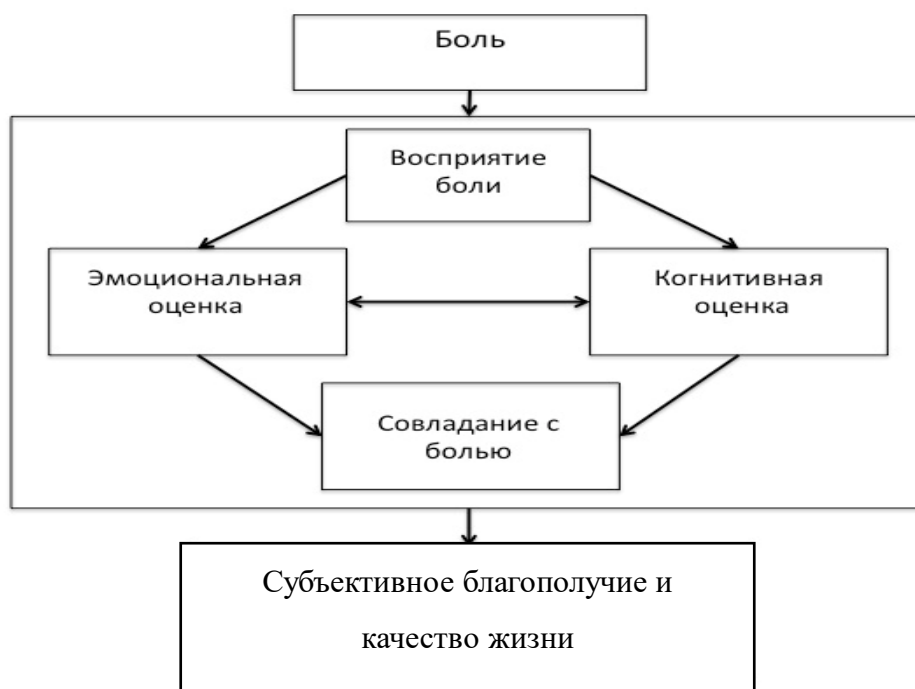 Боль
Восприятие
боли
Эмоциональная
оценка
Когнитивная
оценка
Совладание с
болью
Субъективное благополучие и
качество жизни